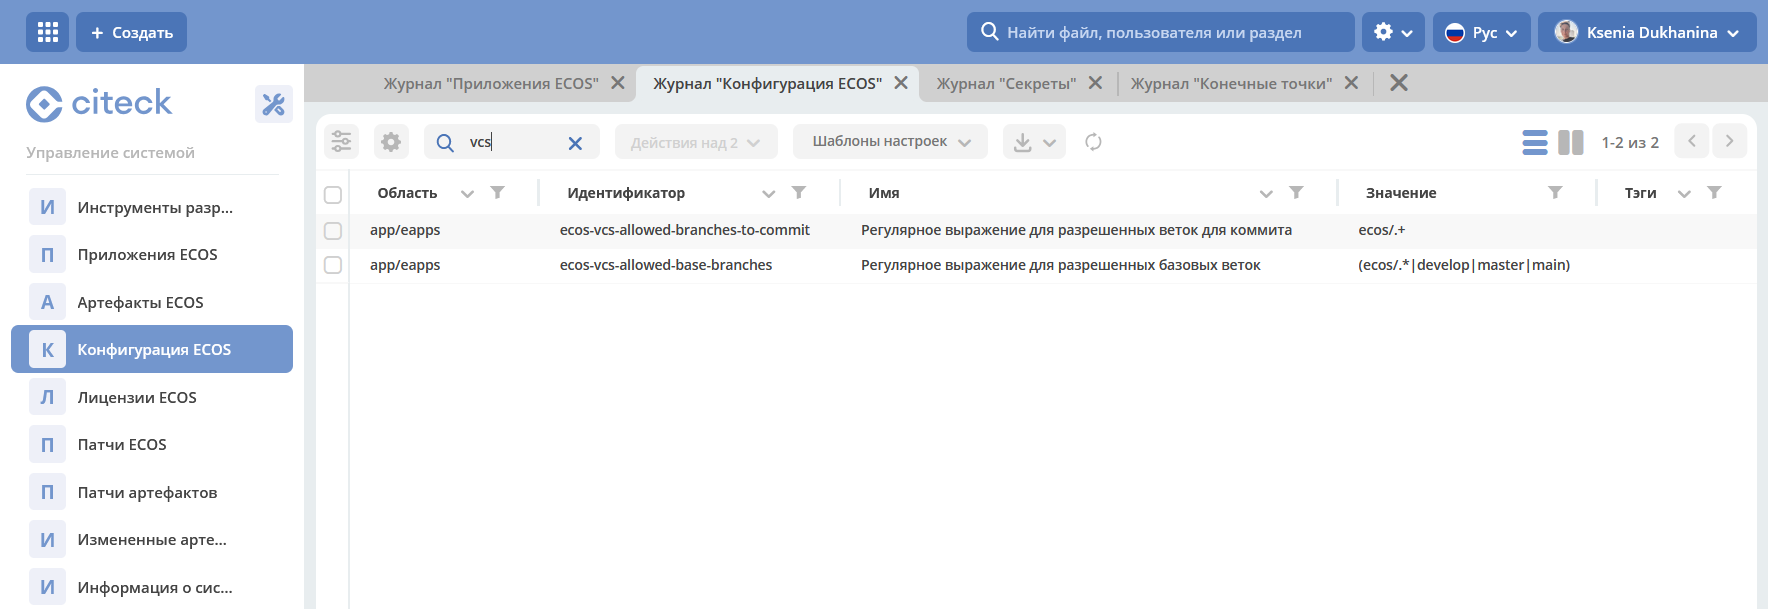 + Создать
Найти файл, пользователя или раздел
Рус
Ksenia Dukhanina
citeck
Журнал "Приложения ECOS"
Журнал "Конфигурация ECOS"
Журнал "Секреты"
Журнал "Конечные точки"
Управление системой
И Инструменты разр...
П Приложения ECOS
А Артефакты ECOS
К Конфигурация ECOS
Л Лицензии ECOS
П Патчи ECOS
П Патчи артефактов
И Измененные арте...
И Информация о сис...
vcs
Действия над 2
Шаблоны настроек
1-2 из 2
Область Идентификатор Имя Значение Тэги
app/eapps ecos-vcs-allowed-branches-to-commit Регулярное выражение для разрешенных веток для коммита ecos/.+
app/eapps ecos-vcs-allowed-base-branches Регулярное выражение для разрешенных базовых веток (ecos/.*|develop|master|main)